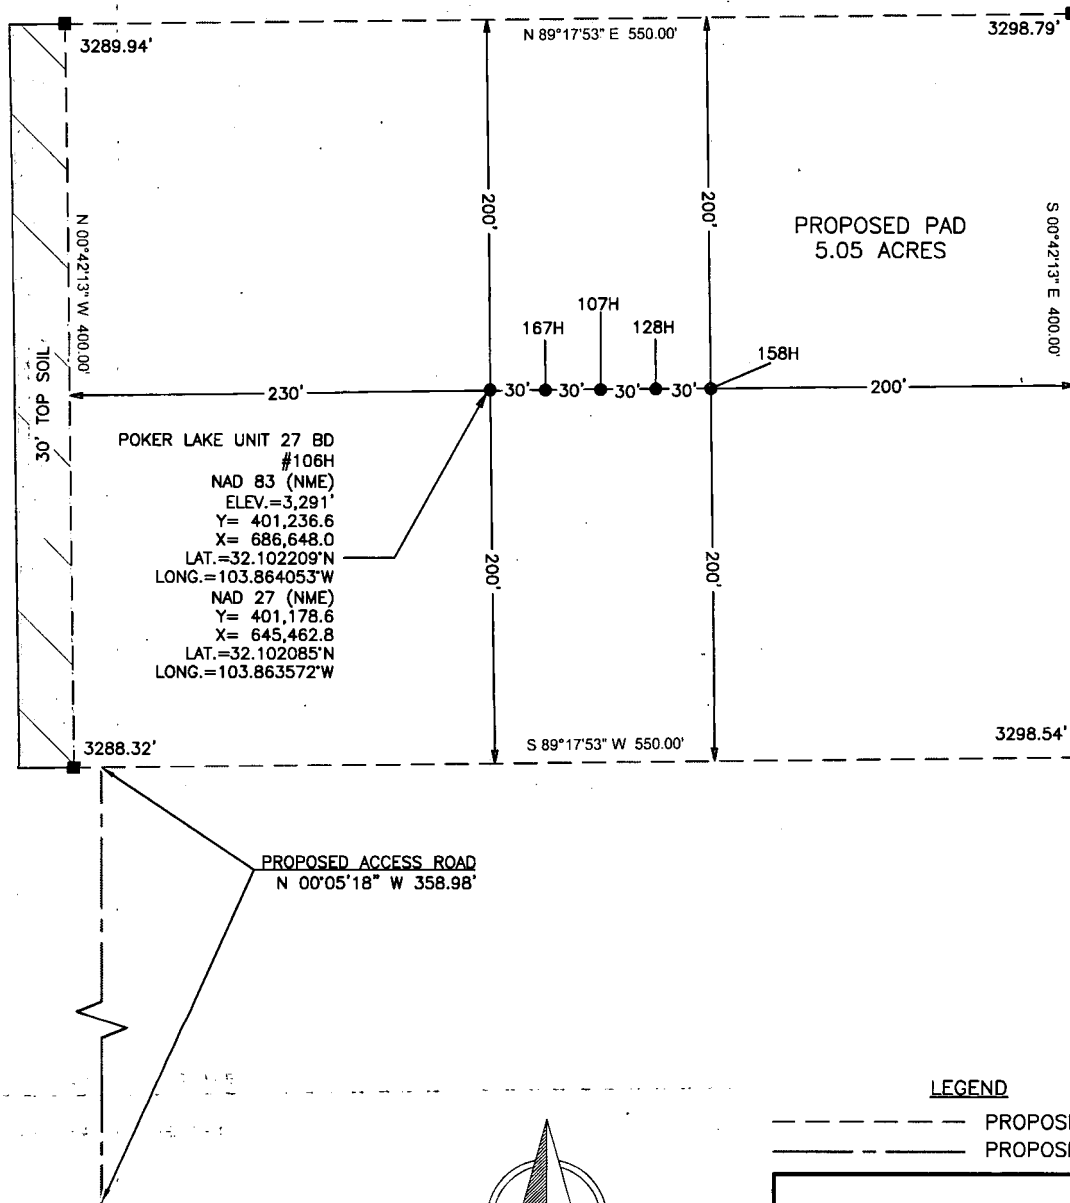 3289.94'
N 89°17'53" E 550.00'
3298.79'
N 00°42'13" W 400.00'
200'
200'
PROPOSED PAD
5.05 ACRES
S 00°42'13" E 400.00'
107H
167H
128H
158H
30' TOP SOIL
230'
30'
30'
30'
30'
200'
POKER LAKE UNIT 27 BD
#106H
NAD 83 (NME)
ELEV.=3,291'
Y= 401,236.6
X= 686,648.0
LAT.=32.102209°N
LONG.=103.864053°W
NAD 27 (NME)
Y= 401,178.6
X= 645,462.8
LAT.=32.102085°N
LONG.=103.863572°W
200'
200'
3288.32'
S 89°17'53" W 550.00'
3298.54'
PROPOSED ACCESS ROAD
N 00°05'18" W 358.98'
LEGEND